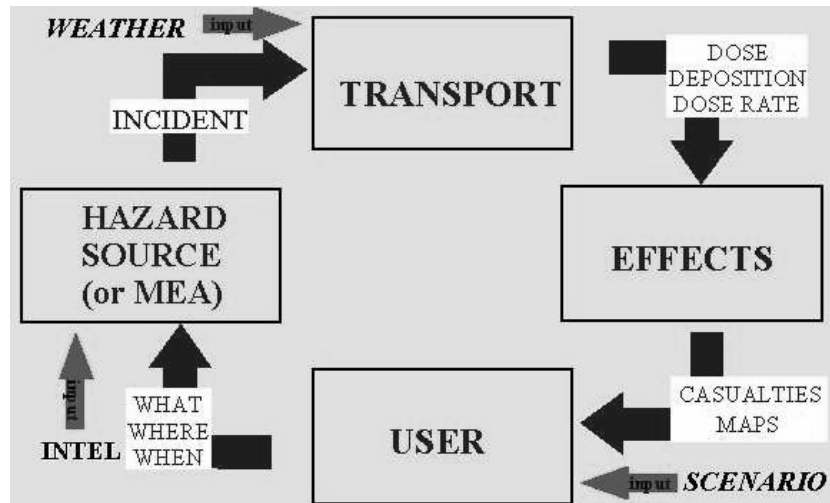 WEATHER input
TRANSPORT
DOSE
DEPOSITION
DOSE RATE
INCIDENT
HAZARD
SOURCE
(or MEA)
EFFECTS
input
INTEL
WHAT
WHERE
WHEN
USER
CASUALTIES
MAPS
input SCENARIO